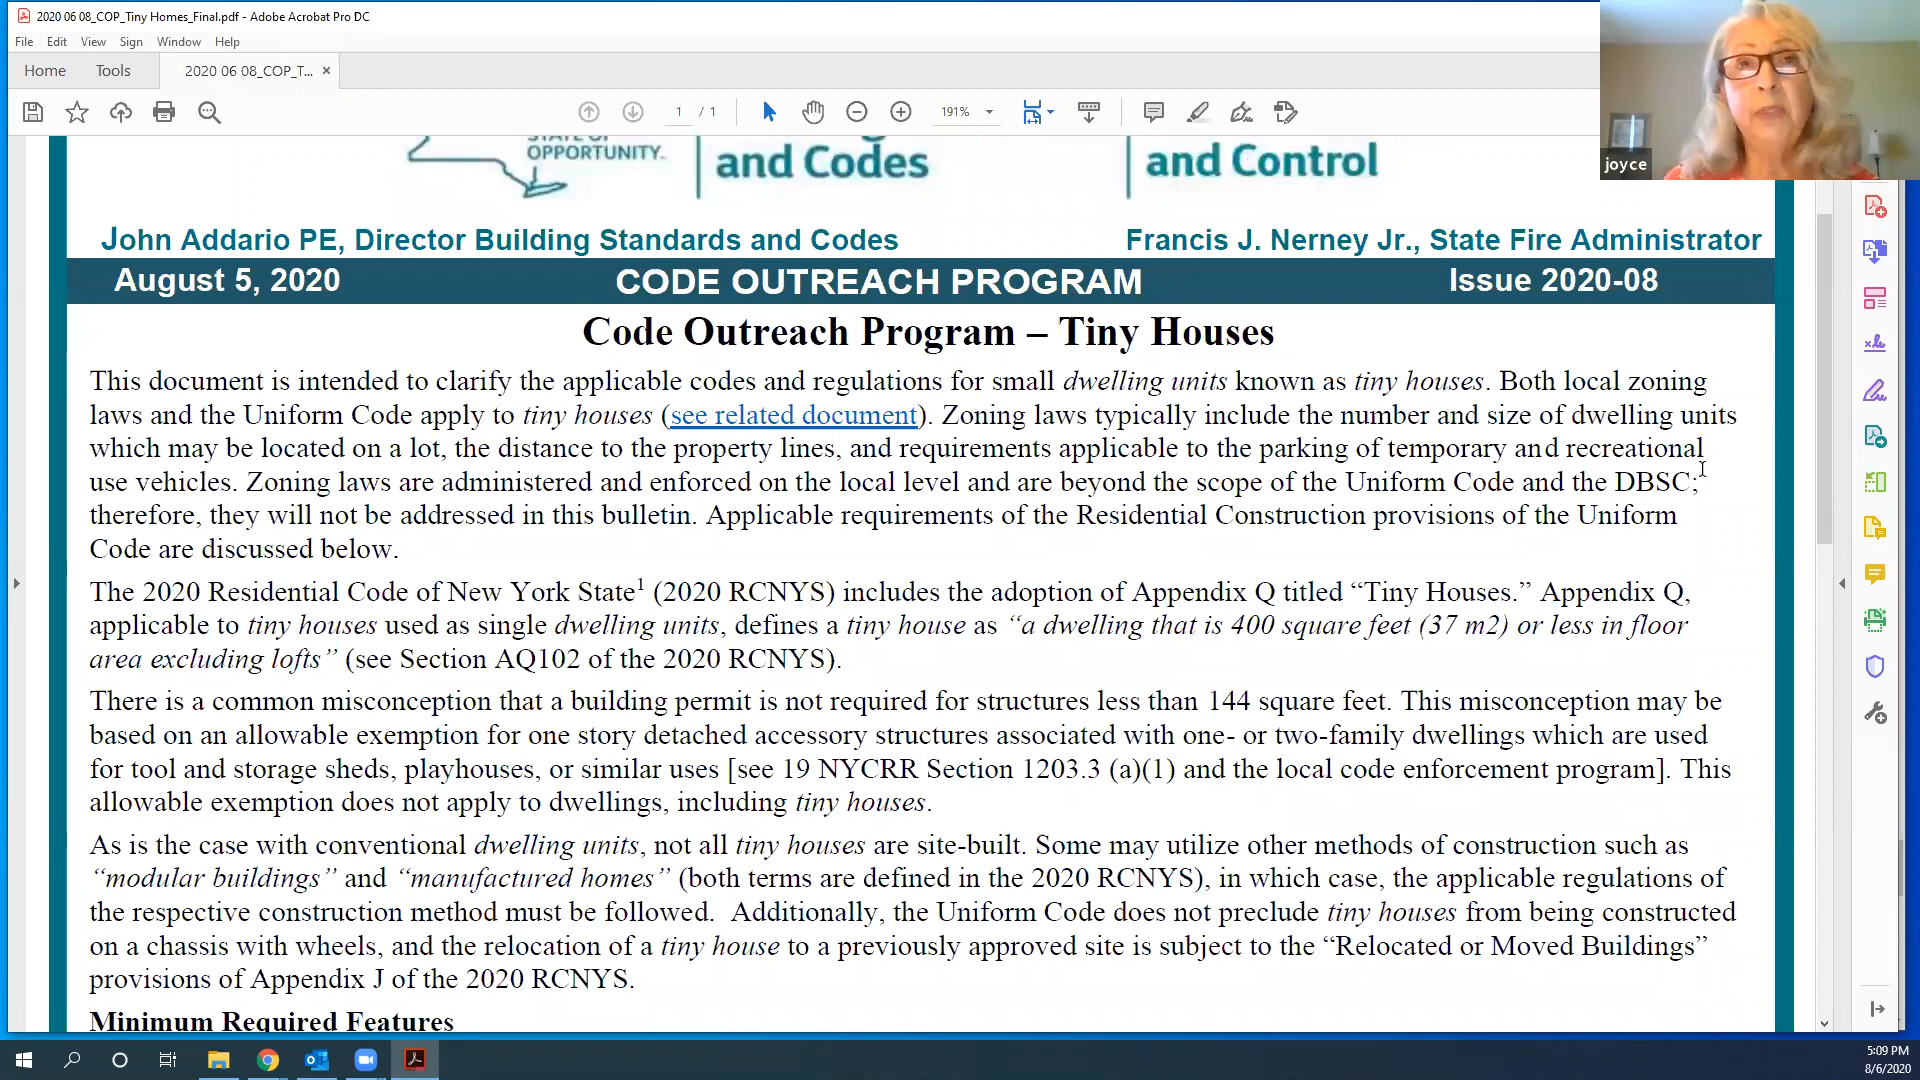 2020 06 08_COP_Tiny Homes_Final.pdf - Adobe Acrobat Pro DC
File Edit View Sign Window Help
Home Tools 2020 06 08_COP_T... ×
1 / 1 191%
joyce
OPPORTUNITY.
and Codes
and Control
John Addario PE, Director Building Standards and Codes
Francis J. Nerney Jr., State Fire Administrator
August 5, 2020 CODE OUTREACH PROGRAM Issue 2020-08
Code Outreach Program – Tiny Houses
This document is intended to clarify the applicable codes and regulations for small dwelling units known as tiny houses. Both local zoning
laws and the Uniform Code apply to tiny houses (see related document). Zoning laws typically include the number and size of dwelling units
which may be located on a lot, the distance to the property lines, and requirements applicable to the parking of temporary and recreational
use vehicles. Zoning laws are administered and enforced on the local level and are beyond the scope of the Uniform Code and the DBSC;
therefore, they will not be addressed in this bulletin. Applicable requirements of the Residential Construction provisions of the Uniform
Code are discussed below.
The 2020 Residential Code of New York State¹ (2020 RCNYS) includes the adoption of Appendix Q titled “Tiny Houses.” Appendix Q,
applicable to tiny houses used as single dwelling units, defines a tiny house as “a dwelling that is 400 square feet (37 m2) or less in floor
area excluding lofts” (see Section AQ102 of the 2020 RCNYS).
There is a common misconception that a building permit is not required for structures less than 144 square feet. This misconception may be
based on an allowable exemption for one story detached accessory structures associated with one- or two-family dwellings which are used
for tool and storage sheds, playhouses, or similar uses [see 19 NYCRR Section 1203.3 (a)(1) and the local code enforcement program]. This
allowable exemption does not apply to dwellings, including tiny houses.
As is the case with conventional dwelling units, not all tiny houses are site-built. Some may utilize other methods of construction such as
“modular buildings” and “manufactured homes” (both terms are defined in the 2020 RCNYS), in which case, the applicable regulations of
the respective construction method must be followed. Additionally, the Uniform Code does not preclude tiny houses from being constructed
on a chassis with wheels, and the relocation of a tiny house to a previously approved site is subject to the “Relocated or Moved Buildings”
provisions of Appendix J of the 2020 RCNYS.
Minimum Required Features
5:09 PM
8/6/2020